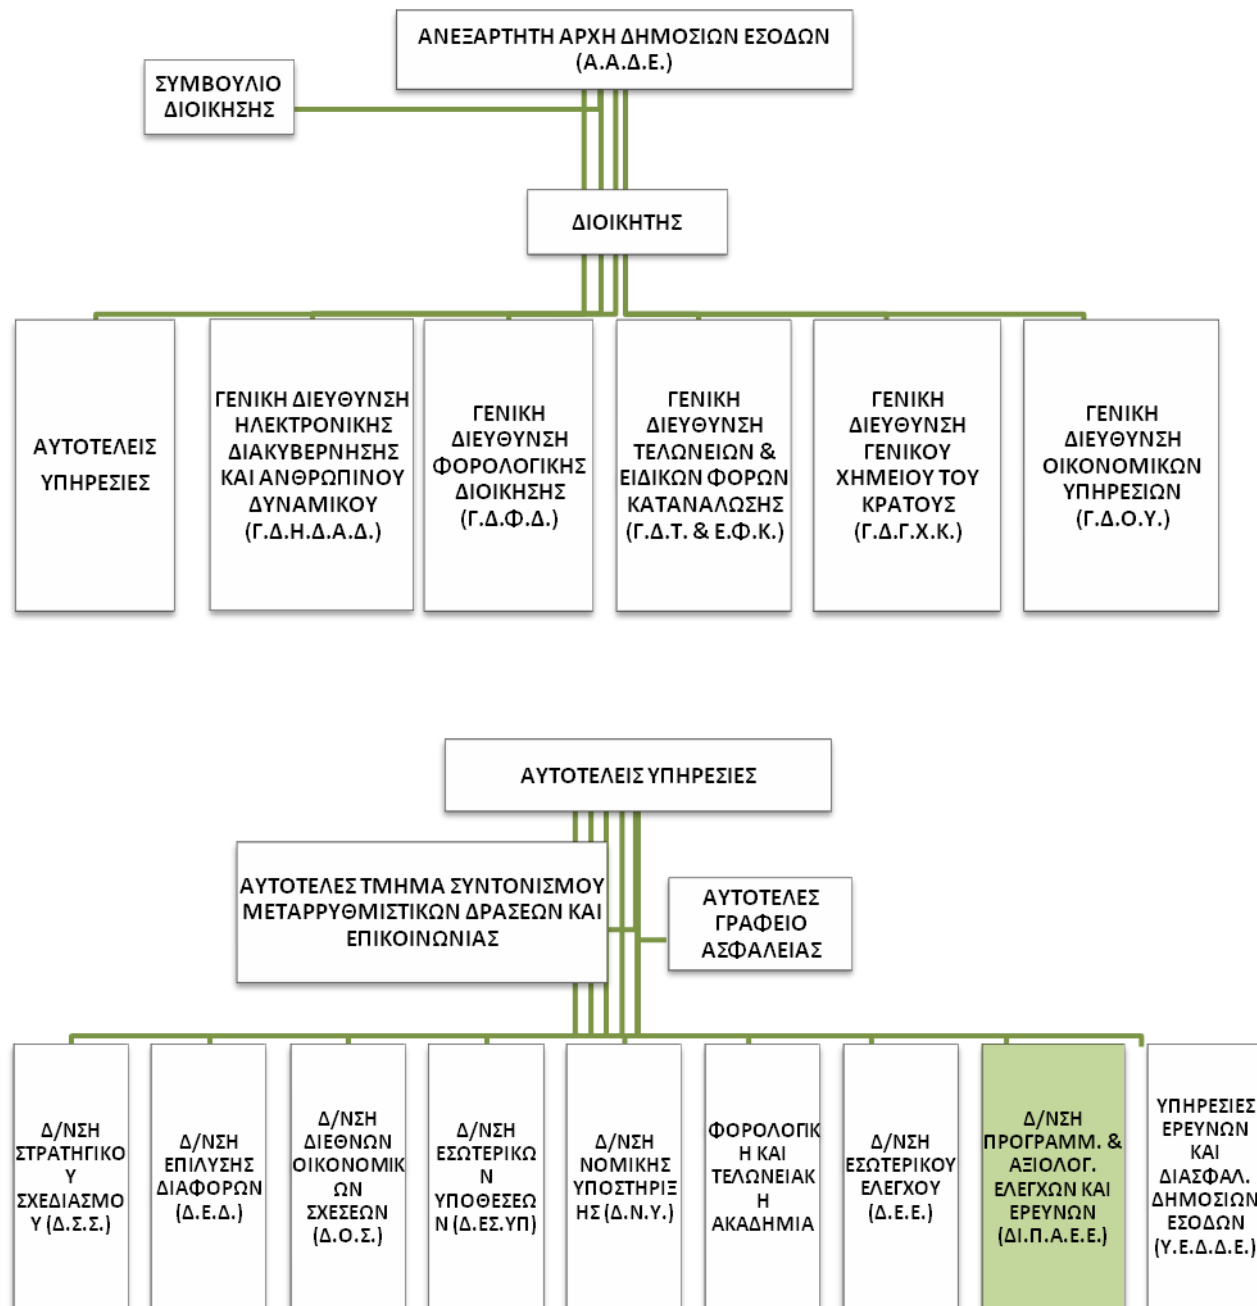 ΑΝΕΞΑΡΤΗΤΗ ΑΡΧΗ ΔΗΜΟΣΙΩΝ ΕΣΟΔΩΝ
(Α.Α.Δ.Ε.)
ΣΥΜΒΟΥΛΙΟ
ΔΙΟΙΚΗΣΗΣ
ΔΙΟΙΚΗΤΗΣ
ΑΥΤΟΤΕΛΕΙΣ
ΥΠΗΡΕΣΙΕΣ
ΓΕΝΙΚΗ ΔΙΕΥΘΥΝΣΗ
ΗΛΕΚΤΡΟΝΙΚΗΣ
ΔΙΑΚΥΒΕΡΝΗΣΗΣ
ΚΑΙ ΑΝΘΡΩΠΙΝΟΥ
ΔΥΝΑΜΙΚΟΥ
(Γ.Δ.Η.Δ.Α.Δ.)
ΓΕΝΙΚΗ
ΔΙΕΥΘΥΝΣΗ
ΦΟΡΟΛΟΓΙΚΗΣ
ΔΙΟΙΚΗΣΗΣ
(Γ.Δ.Φ.Δ.)
ΓΕΝΙΚΗ
ΔΙΕΥΘΥΝΣΗ
ΤΕΛΩΝΕΙΩΝ &
ΕΙΔΙΚΩΝ ΦΟΡΩΝ
ΚΑΤΑΝΑΛΩΣΗΣ
(Γ.Δ.Τ. & Ε.Φ.Κ.)
ΓΕΝΙΚΗ
ΔΙΕΥΘΥΝΣΗ
ΓΕΝΙΚΟΥ
ΧΗΜΕΙΟΥ ΤΟΥ
ΚΡΑΤΟΥΣ
(Γ.Δ.Γ.Χ.Κ.)
ΓΕΝΙΚΗ
ΔΙΕΥΘΥΝΣΗ
ΟΙΚΟΝΟΜΙΚΩΝ
ΥΠΗΡΕΣΙΩΝ
(Γ.Δ.Ο.Υ.)
ΑΥΤΟΤΕΛΕΙΣ ΥΠΗΡΕΣΙΕΣ
ΑΥΤΟΤΕΛΕΣ ΤΜΗΜΑ ΣΥΝΤΟΝΙΣΜΟΥ
ΜΕΤΑΡΡΥΘΜΙΣΤΙΚΩΝ ΔΡΑΣΕΩΝ ΚΑΙ
ΕΠΙΚΟΙΝΩΝΙΑΣ
ΑΥΤΟΤΕΛΕΣ
ΓΡΑΦΕΙΟ
ΑΣΦΑΛΕΙΑΣ
Δ/ΝΣΗ
ΣΤΡΑΤΗΓΙΚΟ
Υ
ΣΧΕΔΙΑΣΜΟ
Υ (Δ.Σ.Σ.)
Δ/ΝΣΗ
ΕΠΙΛΥΣΗΣ
ΔΙΑΦΟΡΩΝ
(Δ.Ε.Δ.)
Δ/ΝΣΗ
ΔΙΕΘΝΩΝ
ΟΙΚΟΝΟΜΙΚ
ΩΝ
ΣΧΕΣΕΩΝ
(Δ.Ο.Σ.)
Δ/ΝΣΗ
ΕΣΩΤΕΡΙΚΩ
Ν
ΥΠΟΘΕΣΕΩ
Ν (Δ.ΕΣ.ΥΠ)
Δ/ΝΣΗ
ΝΟΜΙΚΗΣ
ΥΠΟΣΤΗΡΙΞ
ΗΣ (Δ.Ν.Υ.)
ΦΟΡΟΛΟΓΙΚ
Η ΚΑΙ
ΤΕΛΩΝΕΙΑΚ
Η
ΑΚΑΔΗΜΙΑ
Δ/ΝΣΗ
ΕΣΩΤΕΡΙΚΟΥ
ΕΛΕΓΧΟΥ
(Δ.Ε.Ε.)
Δ/ΝΣΗ
ΠΡΟΓΡΑΜΜ. &
ΑΞΙΟΛΟΓ.
ΕΛΕΓΧΩΝ ΚΑΙ
ΕΡΕΥΝΩΝ
(ΔΙ.Π.Α.Ε.Ε.)
ΥΠΗΡΕΣΙΕΣ
ΕΡΕΥΝΩΝ
ΚΑΙ
ΔΙΑΣΦΑΛ.
ΔΗΜΟΣΙΩΝ
ΕΣΟΔΩΝ
(Υ.Ε.Δ.Δ.Ε.)